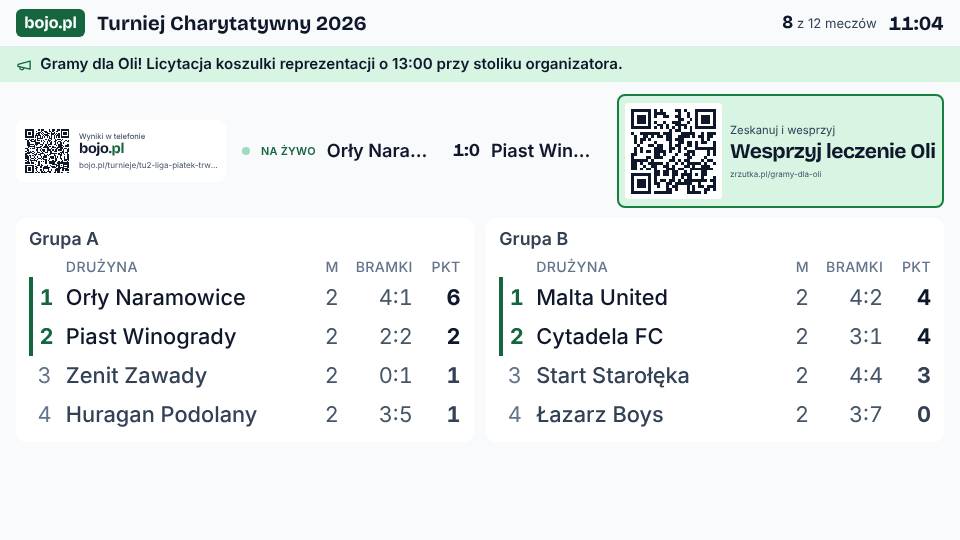 bojo.pl Turniej Charytatywny 2026 8 z 12 meczów 11:04
Gramy dla Oli! Licytacja koszulki reprezentacji o 13:00 przy stoliku organizatora.
Wyniki w telefonie
bojo.pl
bojo.pl/turnieje/tu2-liga-piatek-trw...
NA ŻYWO Orły Nara... 1:0 Piast Win...
Zeskanuj i wesprzyj
Wesprzyj leczenie Oli
zrzutka.pl/gramy-dla-oli
Grupa A
DRUŻYNA M BRAMKI PKT
1 Orły Naramowice 2 4:1 6
2 Piast Winogrady 2 2:2 2
3 Zenit Zawady 2 0:1 1
4 Huragan Podolany 2 3:5 1
Grupa B
DRUŻYNA M BRAMKI PKT
1 Malta United 2 4:2 4
2 Cytadela FC 2 3:1 4
3 Start Starołęka 2 4:4 3
4 Łazarz Boys 2 3:7 0